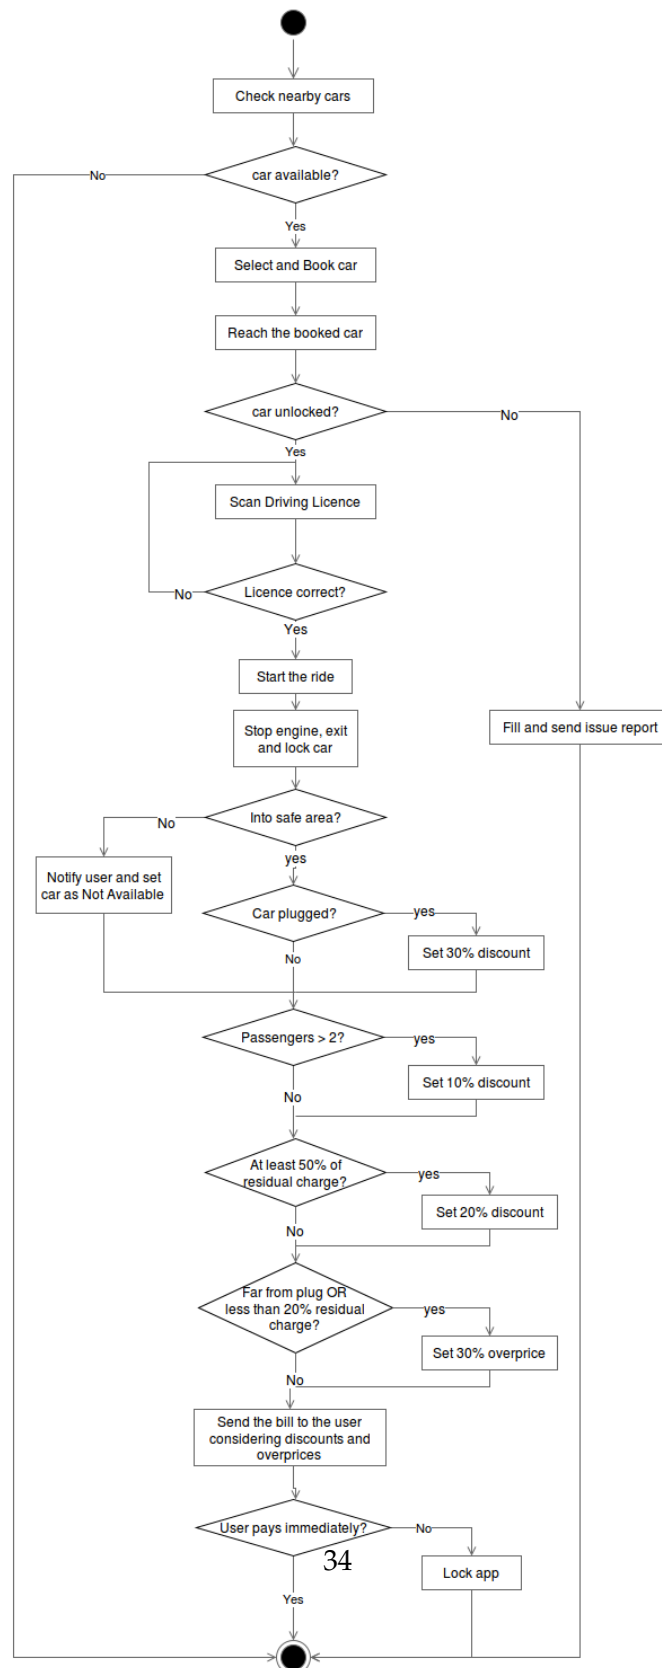 Check nearby cars
No
car available?
Yes
Select and Book car
Reach the booked car
car unlocked?
No
Yes
Scan Driving Licence
No
Licence correct?
Yes
Start the ride
Stop engine, exit
and lock car
Fill and send issue report
Into safe area?
No
yes
Notify user and set
car as Not Available
Car plugged?
yes
No
Set 30% discount
Passengers > 2?
yes
No
Set 10% discount
At least 50% of
residual charge?
yes
No
Set 20% discount
Far from plug OR
less than 20% residual
charge?
yes
No
Set 30% overprice
Send the bill to the user
considering discounts and
overprices
User pays immediately?
No
34
Lock app
Yes